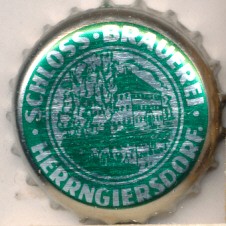 SCHLOSS · BRAUEREI
HERRNGIERSDORF